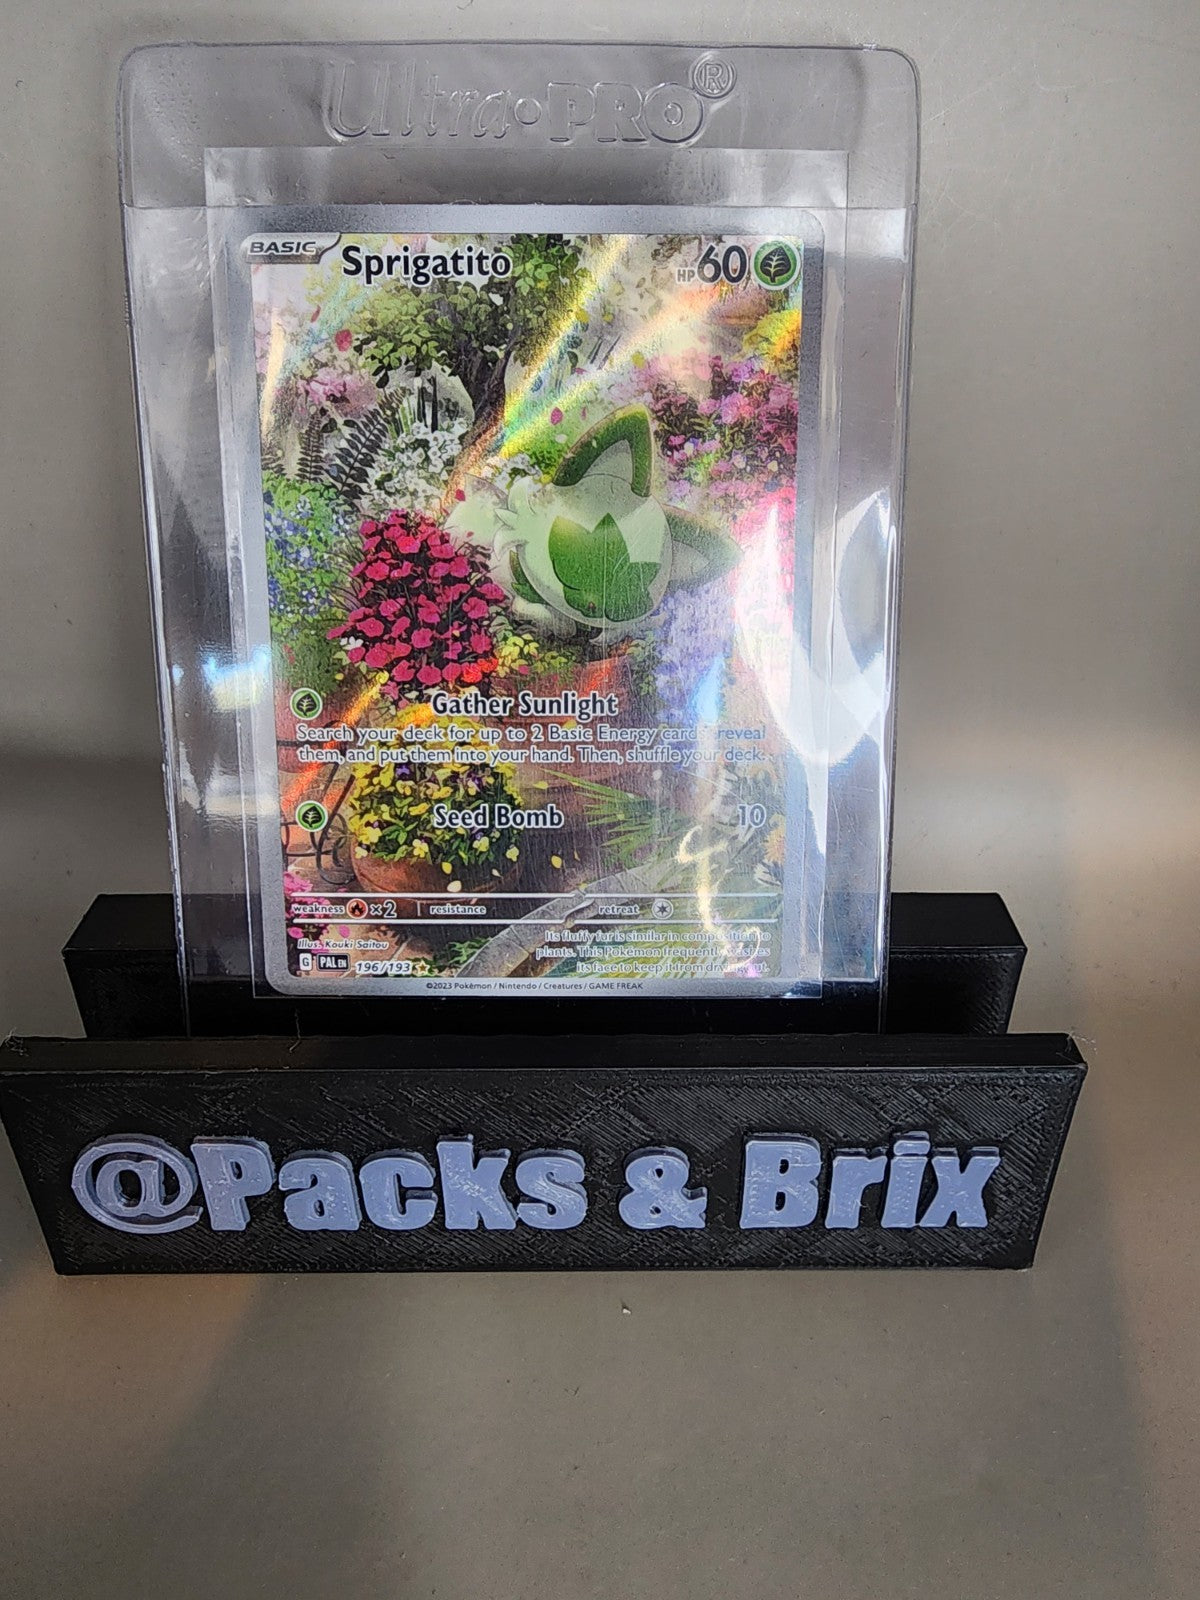 Ultra•PRO®
BASIC Sprigatito HP60
Gather Sunlight
Search your deck for up to 2 Basic Energy cards, reveal
them, and put them into your hand. Then, shuffle your deck.
Seed Bomb 10
weakness ×2 resistance retreat
Illus. Kouki Saitou
Its fluffy fur is similar in composition to
plants. This Pokémon frequently washes
its face to keep it from drying out.
G PAL EN 196/193 ★
©2023 Pokémon / Nintendo / Creatures / GAME FREAK
@Packs & Brix